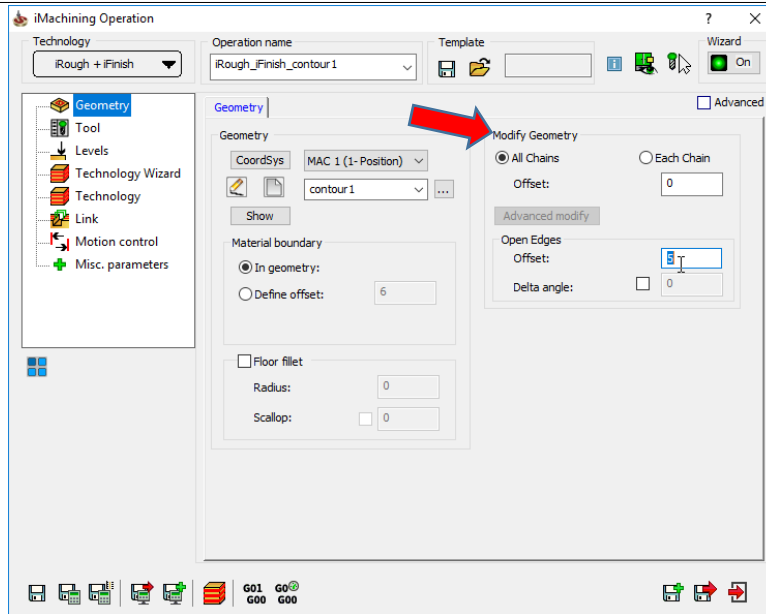 iMachining Operation
? ×
Technology
iRough + iFinish
Operation name
iRough_iFinish_contour1
Template
Wizard
On
Geometry
Tool
Levels
Technology Wizard
Technology
Link
Motion control
Misc. parameters
Geometry
Advanced
Geometry
CoordSys
MAC 1 (1- Position)
contour1
...
Show
Material boundary
In geometry:
Define offset:
6
Floor fillet
Radius:
0
Scallop:
0
Modify Geometry
All Chains
Each Chain
Offset:
0
Advanced modify
Open Edges
Offset:
5
Delta angle:
0
G01 G0
G00 G00